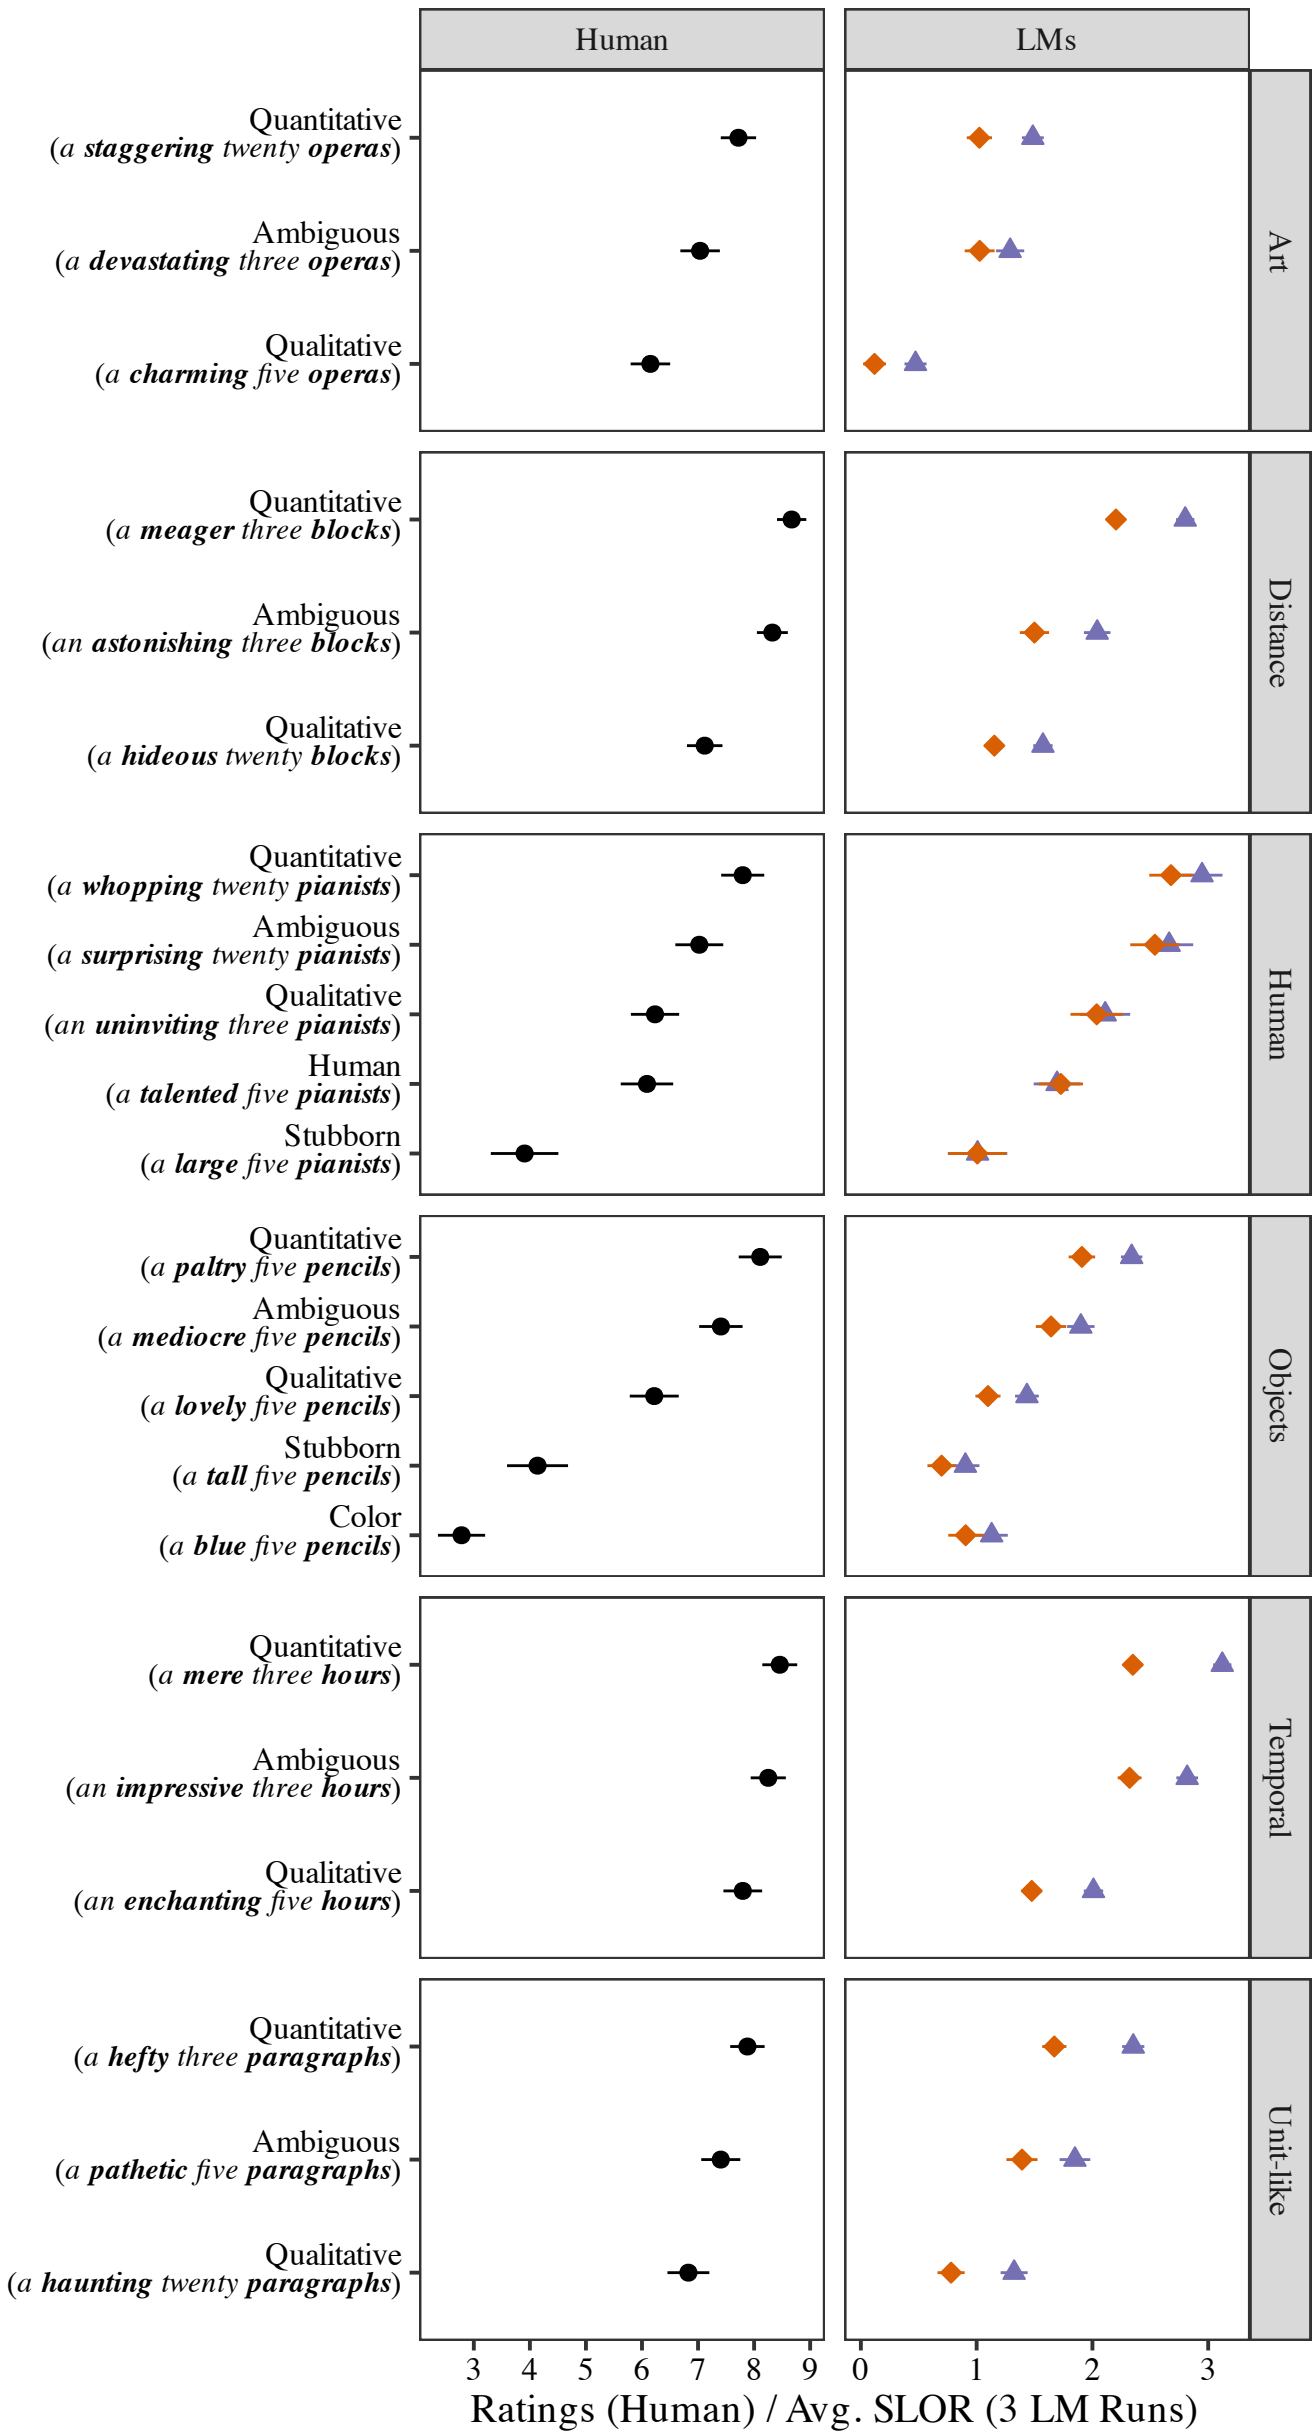 Human
LMs
Quantitative
(a staggering twenty operas)
Ambiguous
(a devastating three operas)
Qualitative
(a charming five operas)
Art
Quantitative
(a meager three blocks)
Ambiguous
(an astonishing three blocks)
Qualitative
(a hideous twenty blocks)
Distance
Quantitative
(a whopping twenty pianists)
Ambiguous
(a surprising twenty pianists)
Qualitative
(an uninviting three pianists)
Human
(a talented five pianists)
Stubborn
(a large five pianists)
Human
Quantitative
(a paltry five pencils)
Ambiguous
(a mediocre five pencils)
Qualitative
(a lovely five pencils)
Stubborn
(a tall five pencils)
Color
(a blue five pencils)
Objects
Quantitative
(a mere three hours)
Ambiguous
(an impressive three hours)
Qualitative
(an enchanting five hours)
Temporal
Quantitative
(a hefty three paragraphs)
Ambiguous
(a pathetic five paragraphs)
Qualitative
(a haunting twenty paragraphs)
Unit-like
3 4 5 6 7 8 9
0 1 2 3
Ratings (Human) / Avg. SLOR (3 LM Runs)